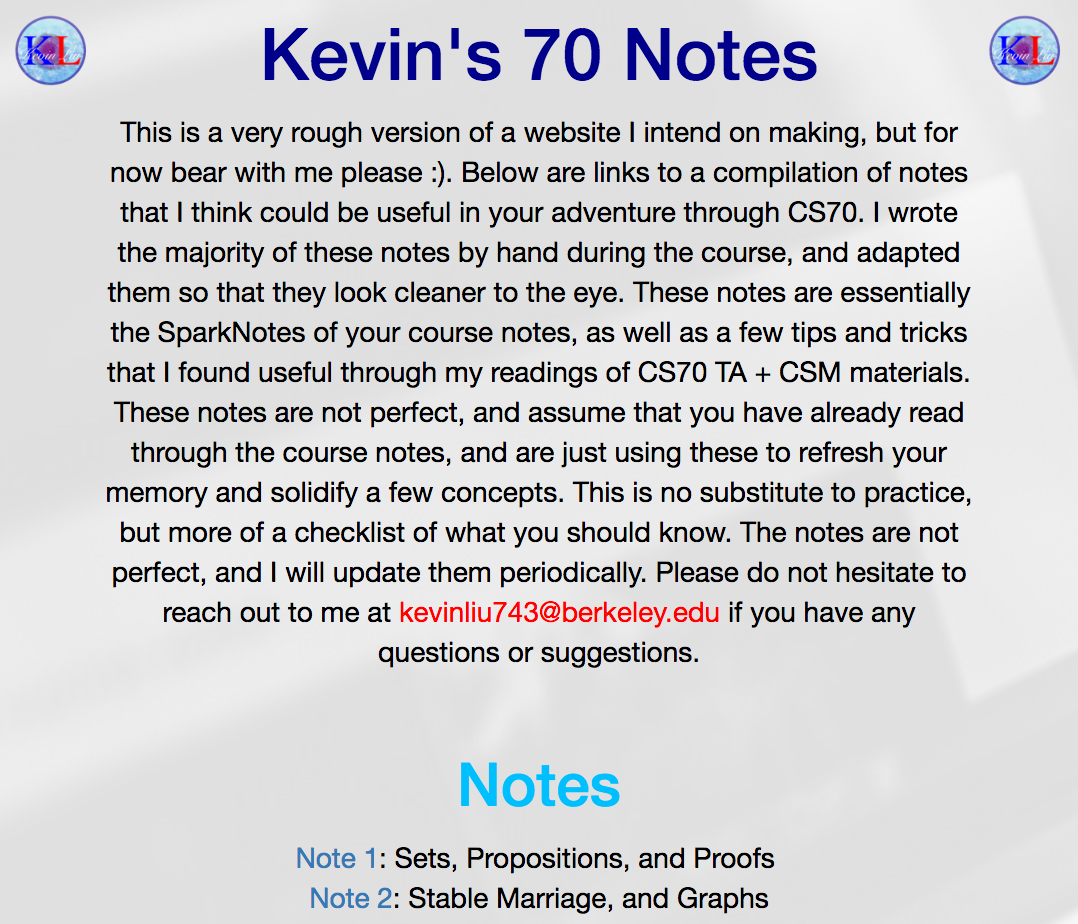 KL
Kevin's 70 Notes
KL
This is a very rough version of a website I intend on making, but for
now bear with me please :). Below are links to a compilation of notes
that I think could be useful in your adventure through CS70. I wrote
the majority of these notes by hand during the course, and adapted
them so that they look cleaner to the eye. These notes are essentially
the SparkNotes of your course notes, as well as a few tips and tricks
that I found useful through my readings of CS70 TA + CSM materials.
These notes are not perfect, and assume that you have already read
through the course notes, and are just using these to refresh your
memory and solidify a few concepts. This is no substitute to practice,
but more of a checklist of what you should know. The notes are not
perfect, and I will update them periodically. Please do not hesitate to
reach out to me at kevinliu743@berkeley.edu if you have any
questions or suggestions.
Notes
Note 1: Sets, Propositions, and Proofs
Note 2: Stable Marriage, and Graphs